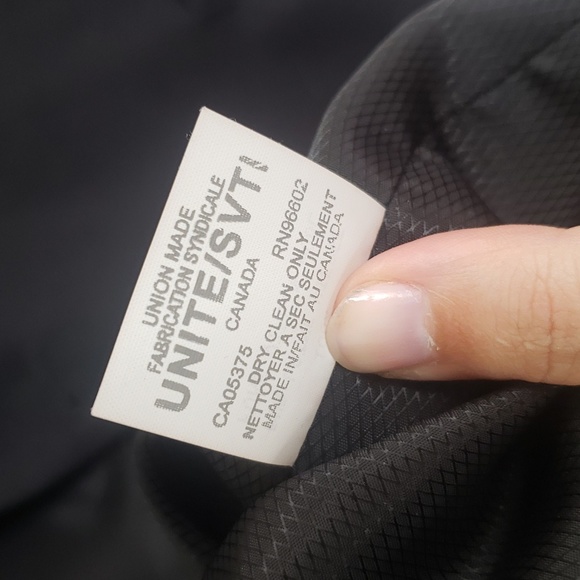 UNION MADE
FABRICATION SYNDICALE
UNITE/SVTI
CANADA
CA05375 RN96602
DRY CLEAN ONLY
NETTOYER A SEC SEULEMENT
MADE IN/FAIT AU CANADA